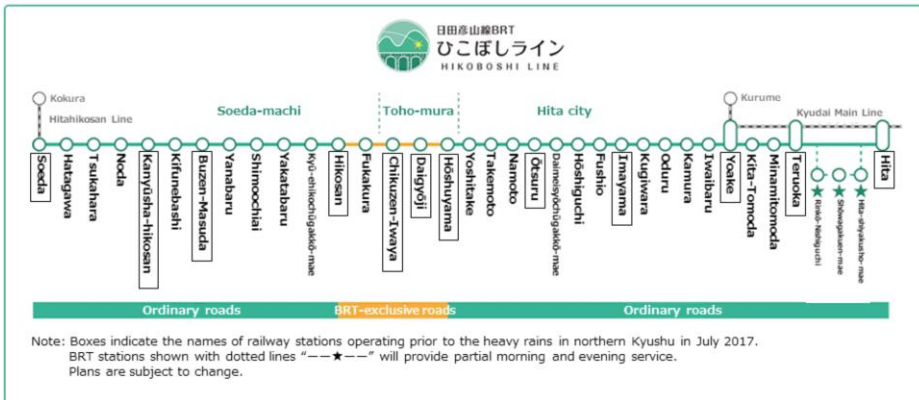 日田彦山線BRT
ひこぼしライン
HIKOBOSHI LINE
Kokura
Hitahikosan Line
Soeda-machi
Toho-mura
Hita city
Kurume
Kyudai Main Line
Soeda
Hatagawa
Tsukahara
Noda
Kanyūsha-hikosan
Kifunebashi
Buzen-Masuda
Yanabaru
Shimoochiai
Yakatabaru
Kyū-ehikochūgakkō-mae
Hikosan
Fukakura
Chikuzen-Iwaya
Daigyōji
Hōshuyama
Yoshitake
Takemoto
Namoto
Ōtsuru
Daimeisyōchūgakkō-mae
Hōshiguchi
Fushio
Imayama
Kugivara
Oduru
Kamura
Ivaibaru
Yoake
Kita-Tomoda
Minamitomoda
Teruoka
Rinkō-Nishiguchi
Shōwagakuen-mae
Hita-shiyakusho-mae
Hita
Ordinary roads
BRT-exclusive roads
Ordinary roads
Note: Boxes indicate the names of railway stations operating prior to the heavy rains in northern Kyushu in July 2017.
BRT stations shown with dotted lines “−−★−−” will provide partial morning and evening service.
Plans are subject to change.